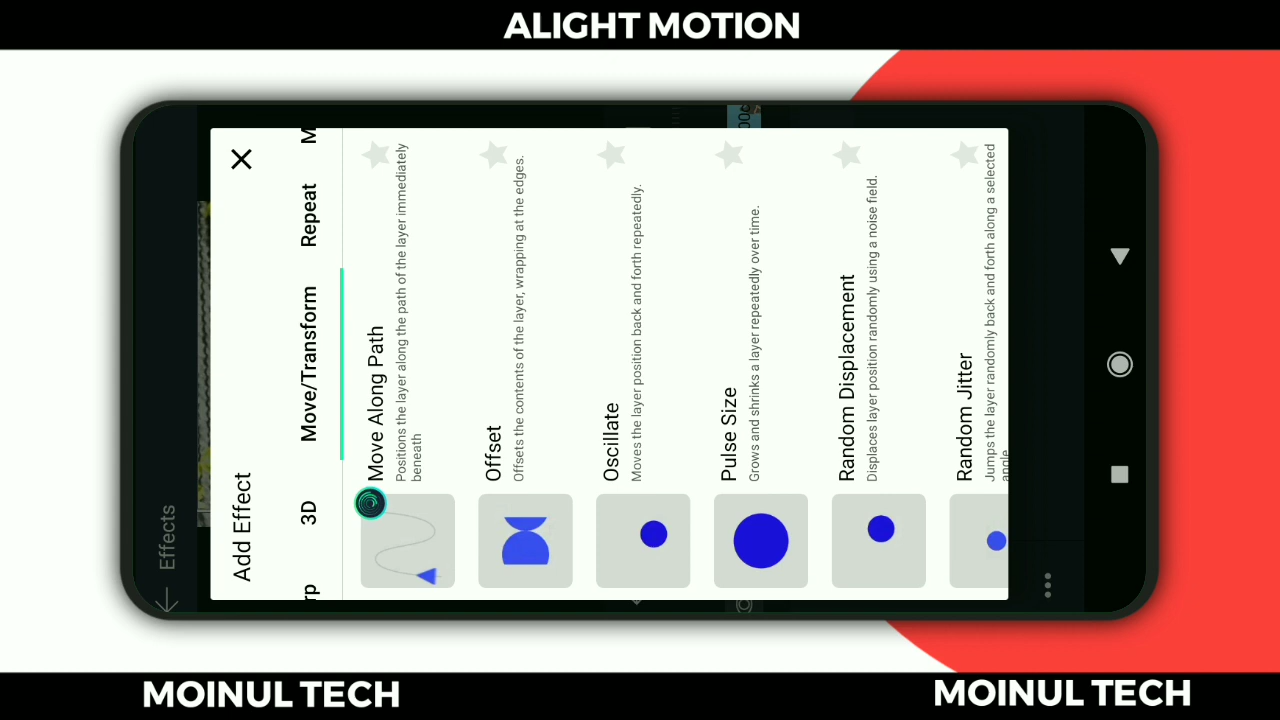 ALIGHT MOTION
Effects
Add Effect
rp
3D
Move/Transform
Repeat
M
Move Along Path
Positions the layer along the path of the layer immediately
beneath
Offset
Offsets the contents of the layer, wrapping at the edges.
Oscillate
Moves the layer position back and forth repeatedly.
Pulse Size
Grows and shrinks a layer repeatedly over time.
Random Displacement
Displaces layer position randomly using a noise field.
Random Jitter
Jumps the layer randomly back and forth along a selected
angle
MOINUL TECH
MOINUL TECH